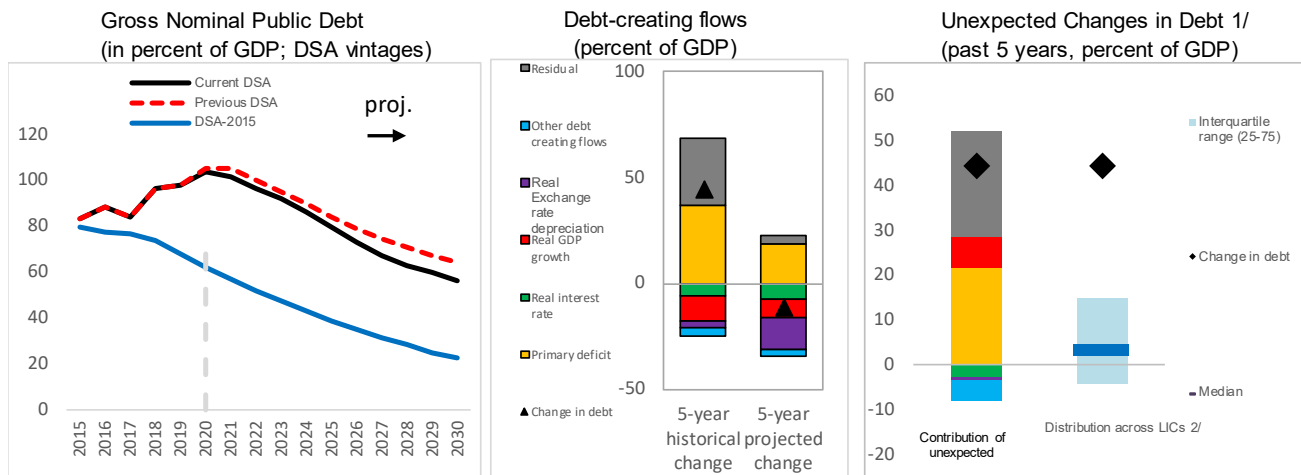 Gross Nominal Public Debt
(in percent of GDP; DSA vintages)
Current DSA
Previous DSA
DSA-2015
proj.
120
100
80
60
40
20
0
2015
2016
2017
2018
2019
2020
2021
2022
2023
2024
2025
2026
2027
2028
2029
2030
Debt-creating flows
(percent of GDP)
Residual
Other debt
creating flows
Real
Exchange
rate
depreciation
Real GDP
growth
Real interest
rate
Primary deficit
Change in debt
100
50
0
-50
5-year
historical
change
5-year
projected
change
Unexpected Changes in Debt 1/
(past 5 years, percent of GDP)
60
50
40
30
20
10
0
-10
-20
Interquartile
range (25-75)
Change in debt
Median
Contribution of
unexpected
Distribution across LICs 2/